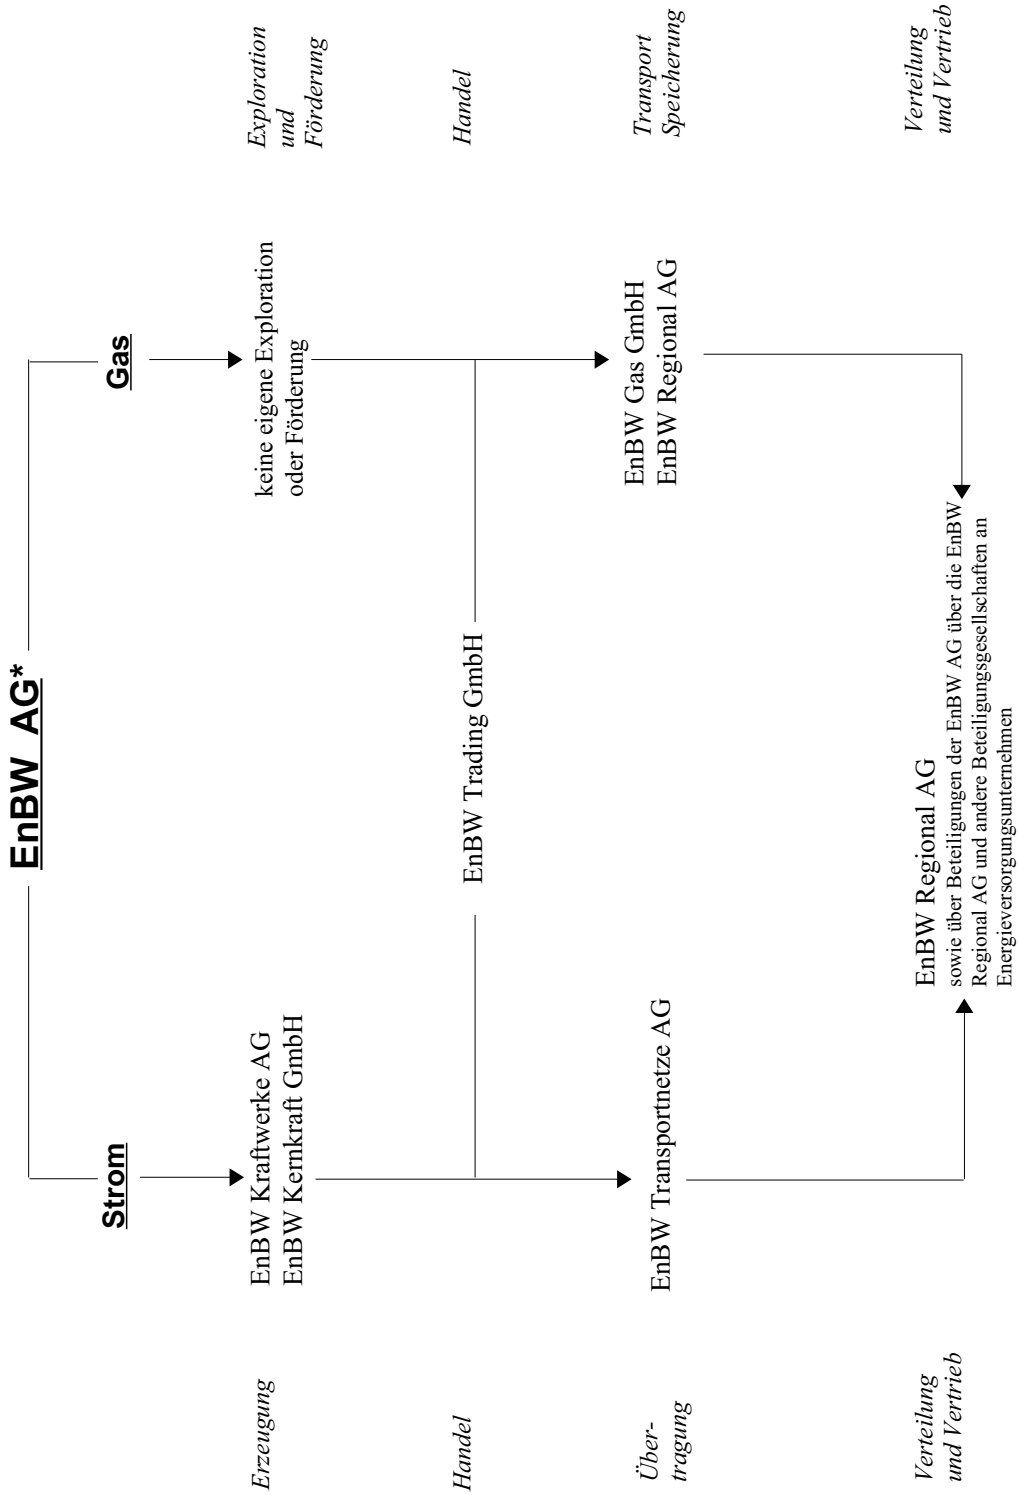 EnBW AG*
Strom
Gas
Erzeugung
EnBW Kraftwerke AG
EnBW Kernkraft GmbH
keine eigene Exploration
oder Förderung
Exploration
und
Förderung
Handel
EnBW Trading GmbH
Handel
Über-
tragung
EnBW Transportnetze AG
EnBW Gas GmbH
EnBW Regional AG
Transport
Speicherung
Verteilung
und Vertrieb
EnBW Regional AG
sowie über Beteiligungen der EnBW AG über die EnBW
Regional AG und andere Beteiligungsgesellschaften an
Energieversorgungsunternehmen
Verteilung
und Vertrieb